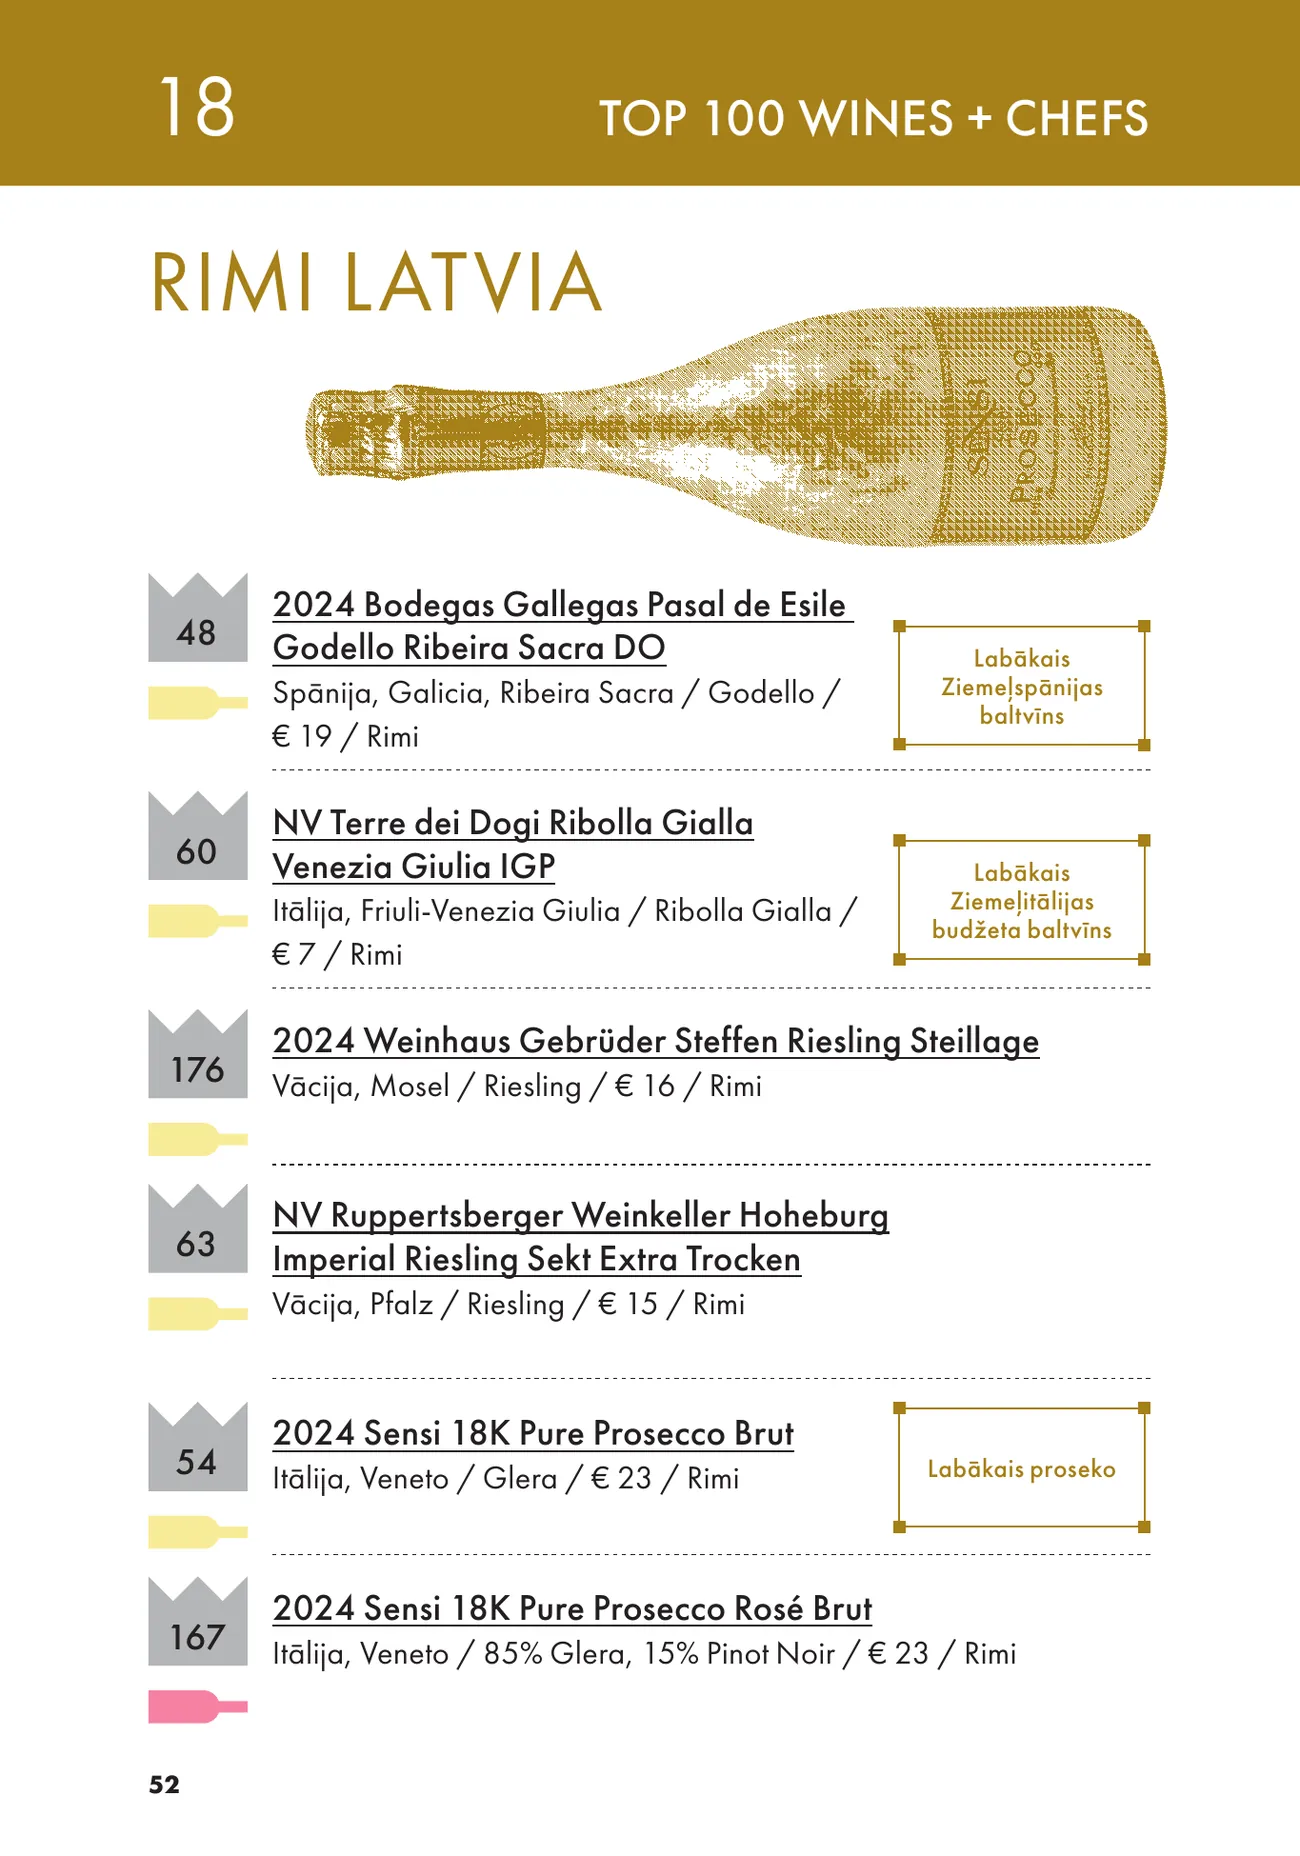 18
TOP 100 WINES + CHEFS
RIMI LATVIA
SENSI
PROSECCO
48
2024 Bodegas Gallegas Pasal de Esile
Godello Ribeira Sacra DO
Spānija, Galicia, Ribeira Sacra / Godello /
€ 19 / Rimi
Labākais
Ziemeļspānijas
baltvīns
60
NV Terre dei Dogi Ribolla Gialla
Venezia Giulia IGP
Itālija, Friuli-Venezia Giulia / Ribolla Gialla /
€ 7 / Rimi
Labākais
Ziemeļitālijas
budžeta baltvīns
176
2024 Weinhaus Gebrüder Steffen Riesling Steillage
Vācija, Mosel / Riesling / € 16 / Rimi
63
NV Ruppertsberger Weinkeller Hoheburg
Imperial Riesling Sekt Extra Trocken
Vācija, Pfalz / Riesling / € 15 / Rimi
54
2024 Sensi 18K Pure Prosecco Brut
Itālija, Veneto / Glera / € 23 / Rimi
Labākais proseko
167
2024 Sensi 18K Pure Prosecco Rosé Brut
Itālija, Veneto / 85% Glera, 15% Pinot Noir / € 23 / Rimi
52